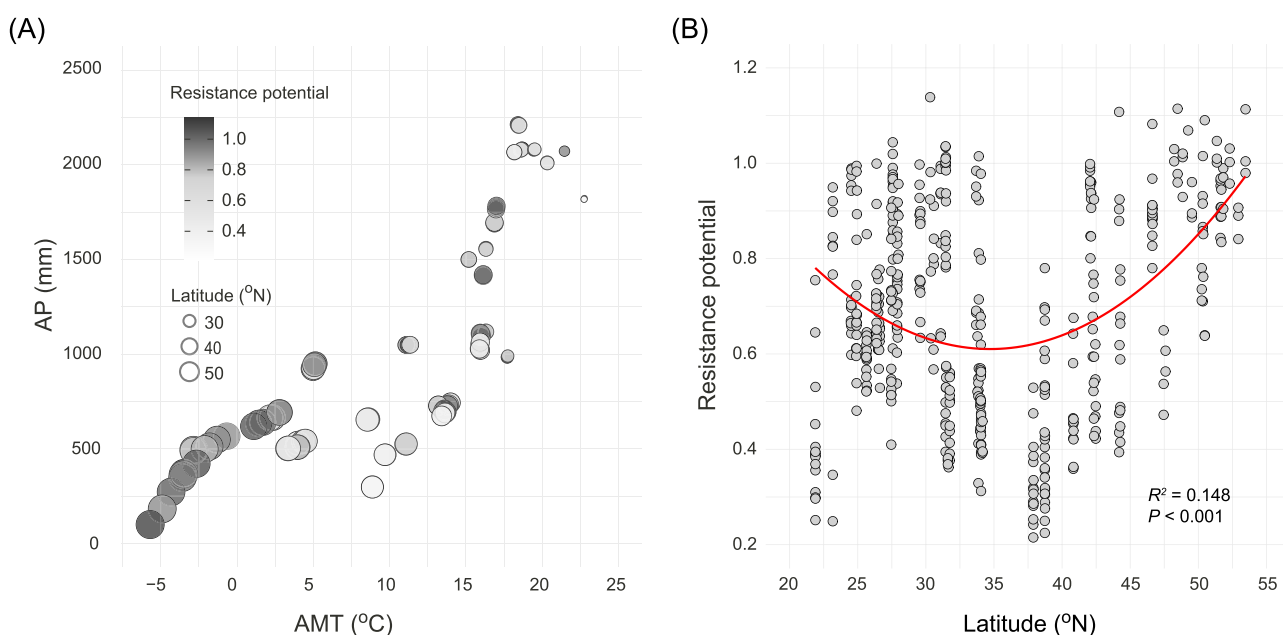 (A)
2500
2000
1500
1000
500
0
AP (mm)
Resistance potential
1.0
0.8
0.6
0.4
Latitude (°N)
30
40
50
−5 0 5 10 15 20 25
AMT (°C)
(B)
1.2
1.0
0.8
0.6
0.4
0.2
Resistance potential
R² = 0.148
P < 0.001
20 25 30 35 40 45 50 55
Latitude (°N)